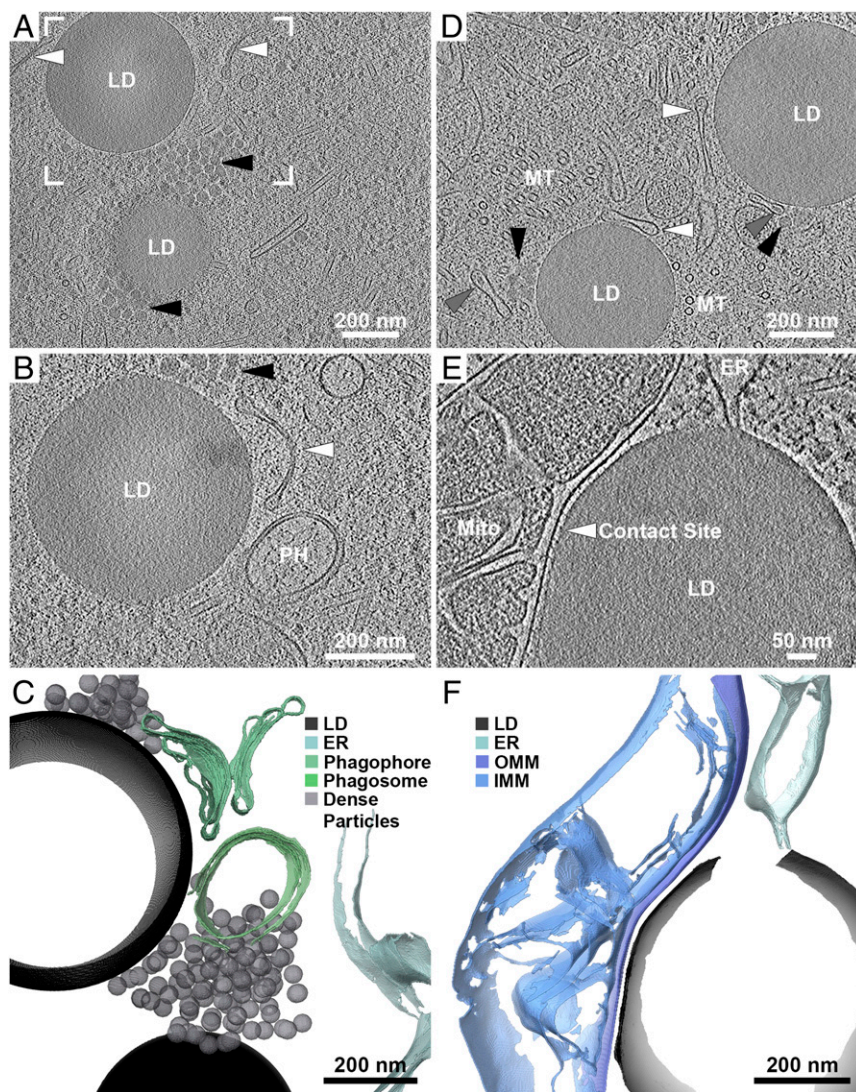 A
LD
LD
200 nm
B
LD
PH
200 nm
C
LD
ER
Phagophore
Phagosome
Dense
Particles
200 nm
D
LD
MT
LD
MT
200 nm
E
ER
Mito
Contact Site
LD
50 nm
F
LD
ER
OMM
IMM
200 nm